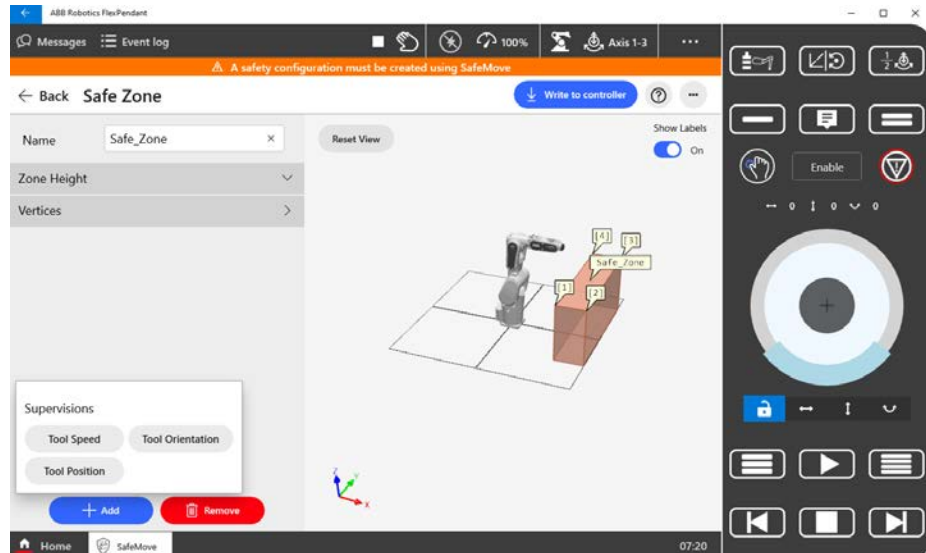 ABB Robotics FlexPendant
Messages Event log 100% Axis 1-3 ...
A safety configuration must be created using SafeMove
Back Safe Zone Write to controller ? ...
Name Safe_Zone × Reset View Show Labels
On
Zone Height
Vertices
[4] [3]
Safe_Zone
[1] [2]
Supervisions
Tool Speed Tool Orientation
Tool Position
+ Add Remove
Z Y
X
Home SafeMove 07:20
1/2
Enable
0 0 0